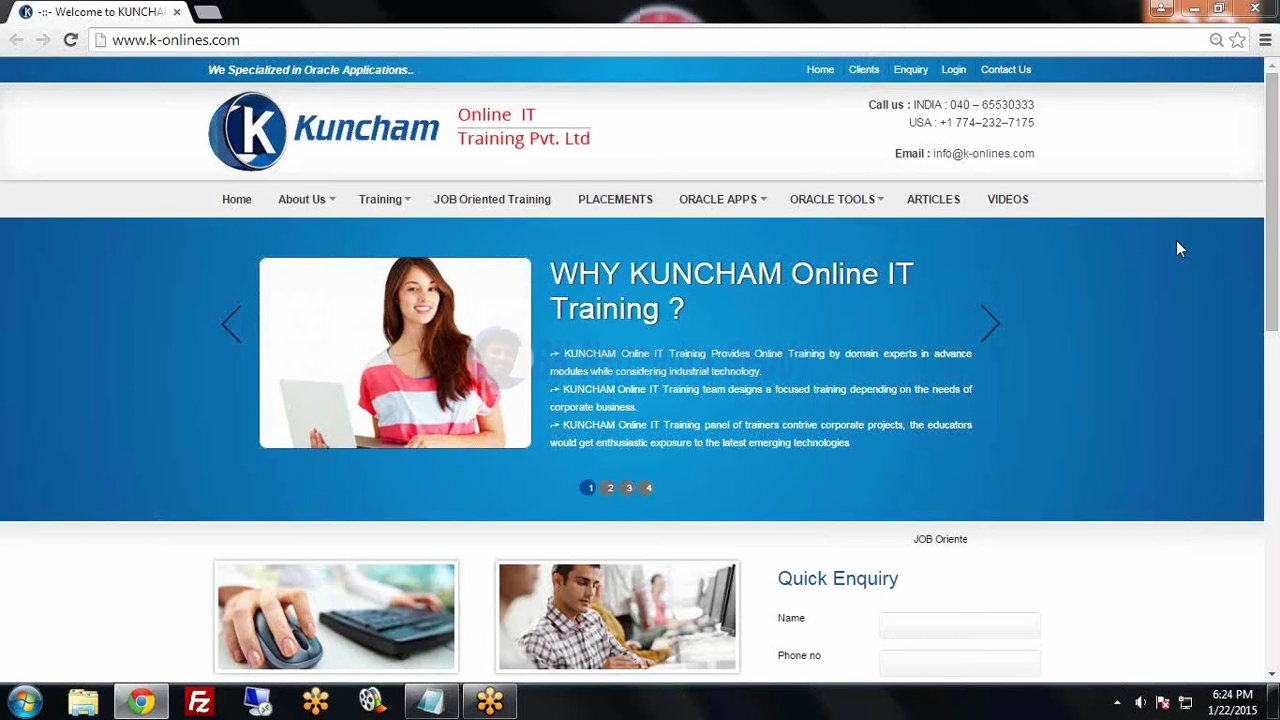 -::- Welcome to KUNCHA
www.k-onlines.com
We Specialized in Oracle Applications..
Home Clients Enquiry Login Contact Us
K Kuncham
Online IT
Training Pvt. Ltd
Call us : INDIA : 040 – 65530333
USA : +1 774–232–7175
Email : info@k-onlines.com
Home About Us Training JOB Oriented Training PLACEMENTS ORACLE APPS ORACLE TOOLS ARTICLES VIDEOS
WHY KUNCHAM Online IT
Training ?
KUNCHAM Online IT Training Provides Online Training by domain experts in advance
modules while considering industrial technology.
KUNCHAM Online IT Training team designs a focused training depending on the needs of
corporate business.
KUNCHAM Online IT Training panel of trainers contrive corporate projects, the educators
would get enthusiastic exposure to the latest emerging technologies
1 2 3 4
JOB Oriente
Quick Enquiry
Name
Phone no
Fz
6:24 PM
1/22/2015